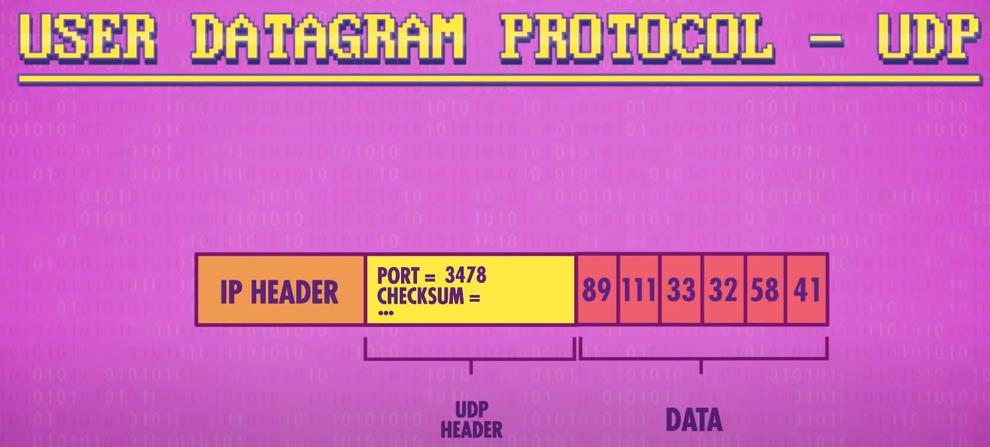 USER DATAGRAM PROTOCOL - UDP
IP HEADER
PORT = 3478
CHECKSUM =
...
89 111 33 32 58 41
UDP
HEADER
DATA